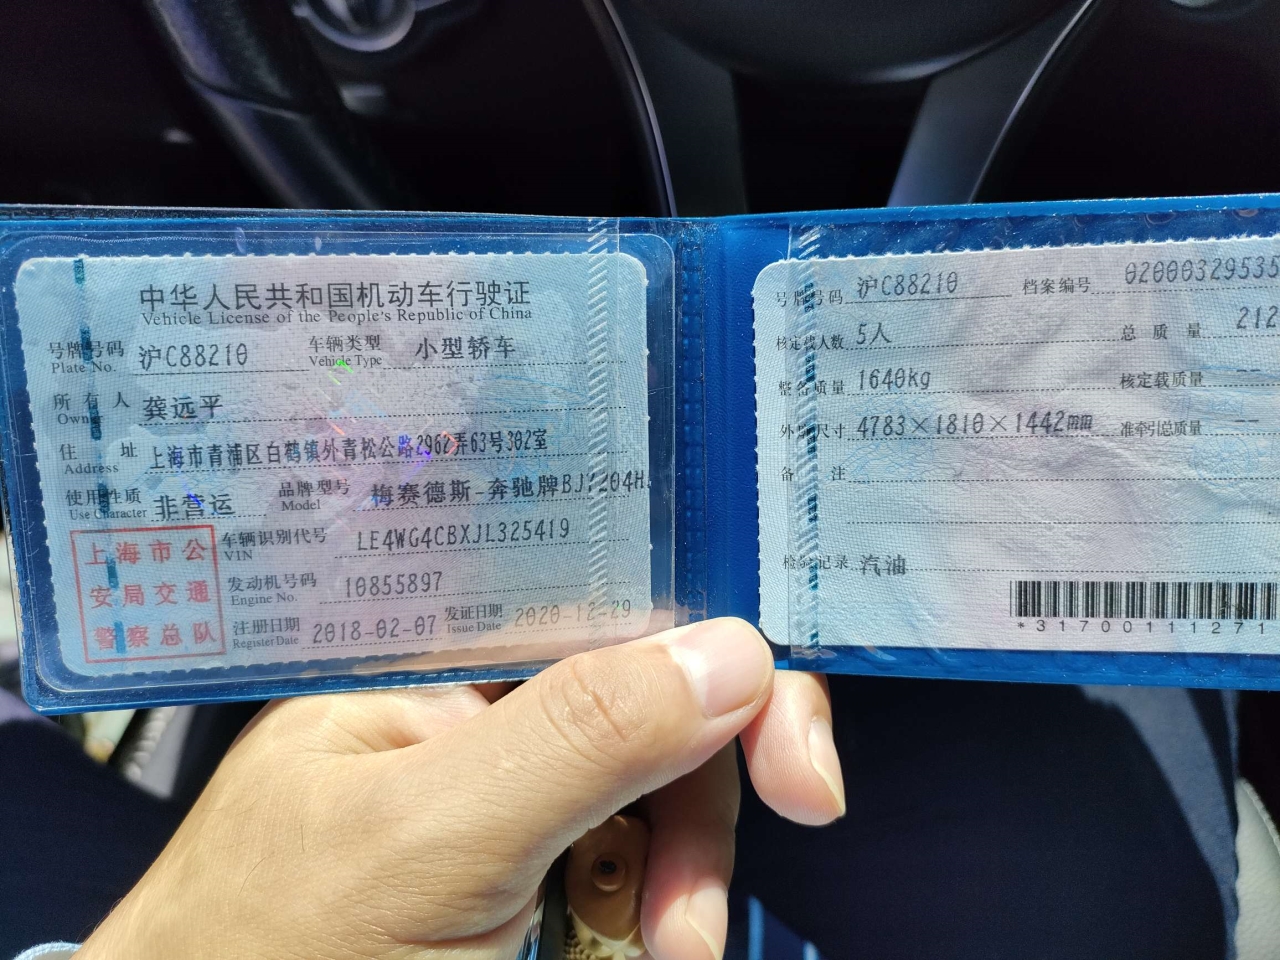 中华人民共和国机动车行驶证
Vehicle License of the People's Republic of China
号牌号码 沪C88210 车辆类型 小型轿车
Plate No. Vehicle Type
所有人 龚远平
Owner
住址 上海市青浦区白鹤镇外青松公路2962弄63号302室
Address
使用性质 非营运 品牌型号 梅赛德斯-奔驰牌
Use Character Model
车辆识别代号 LE4WG4CBXJL325419
VIN
发动机号码 10855897
Engine No.
注册日期 2018-02-07 发证日期 2020-12-29
Register Date Issue Date
上海市公
安局交通
警察总队
号牌号码 沪C88210 档案编号 02000329535
核定载人数 5人 总质量 212
整备质量 1640kg 核定载质量 --
外廓尺寸 4783×1810×1442mm 准牵引总质量 --
备注
检验记录 汽油
*3170011127 1